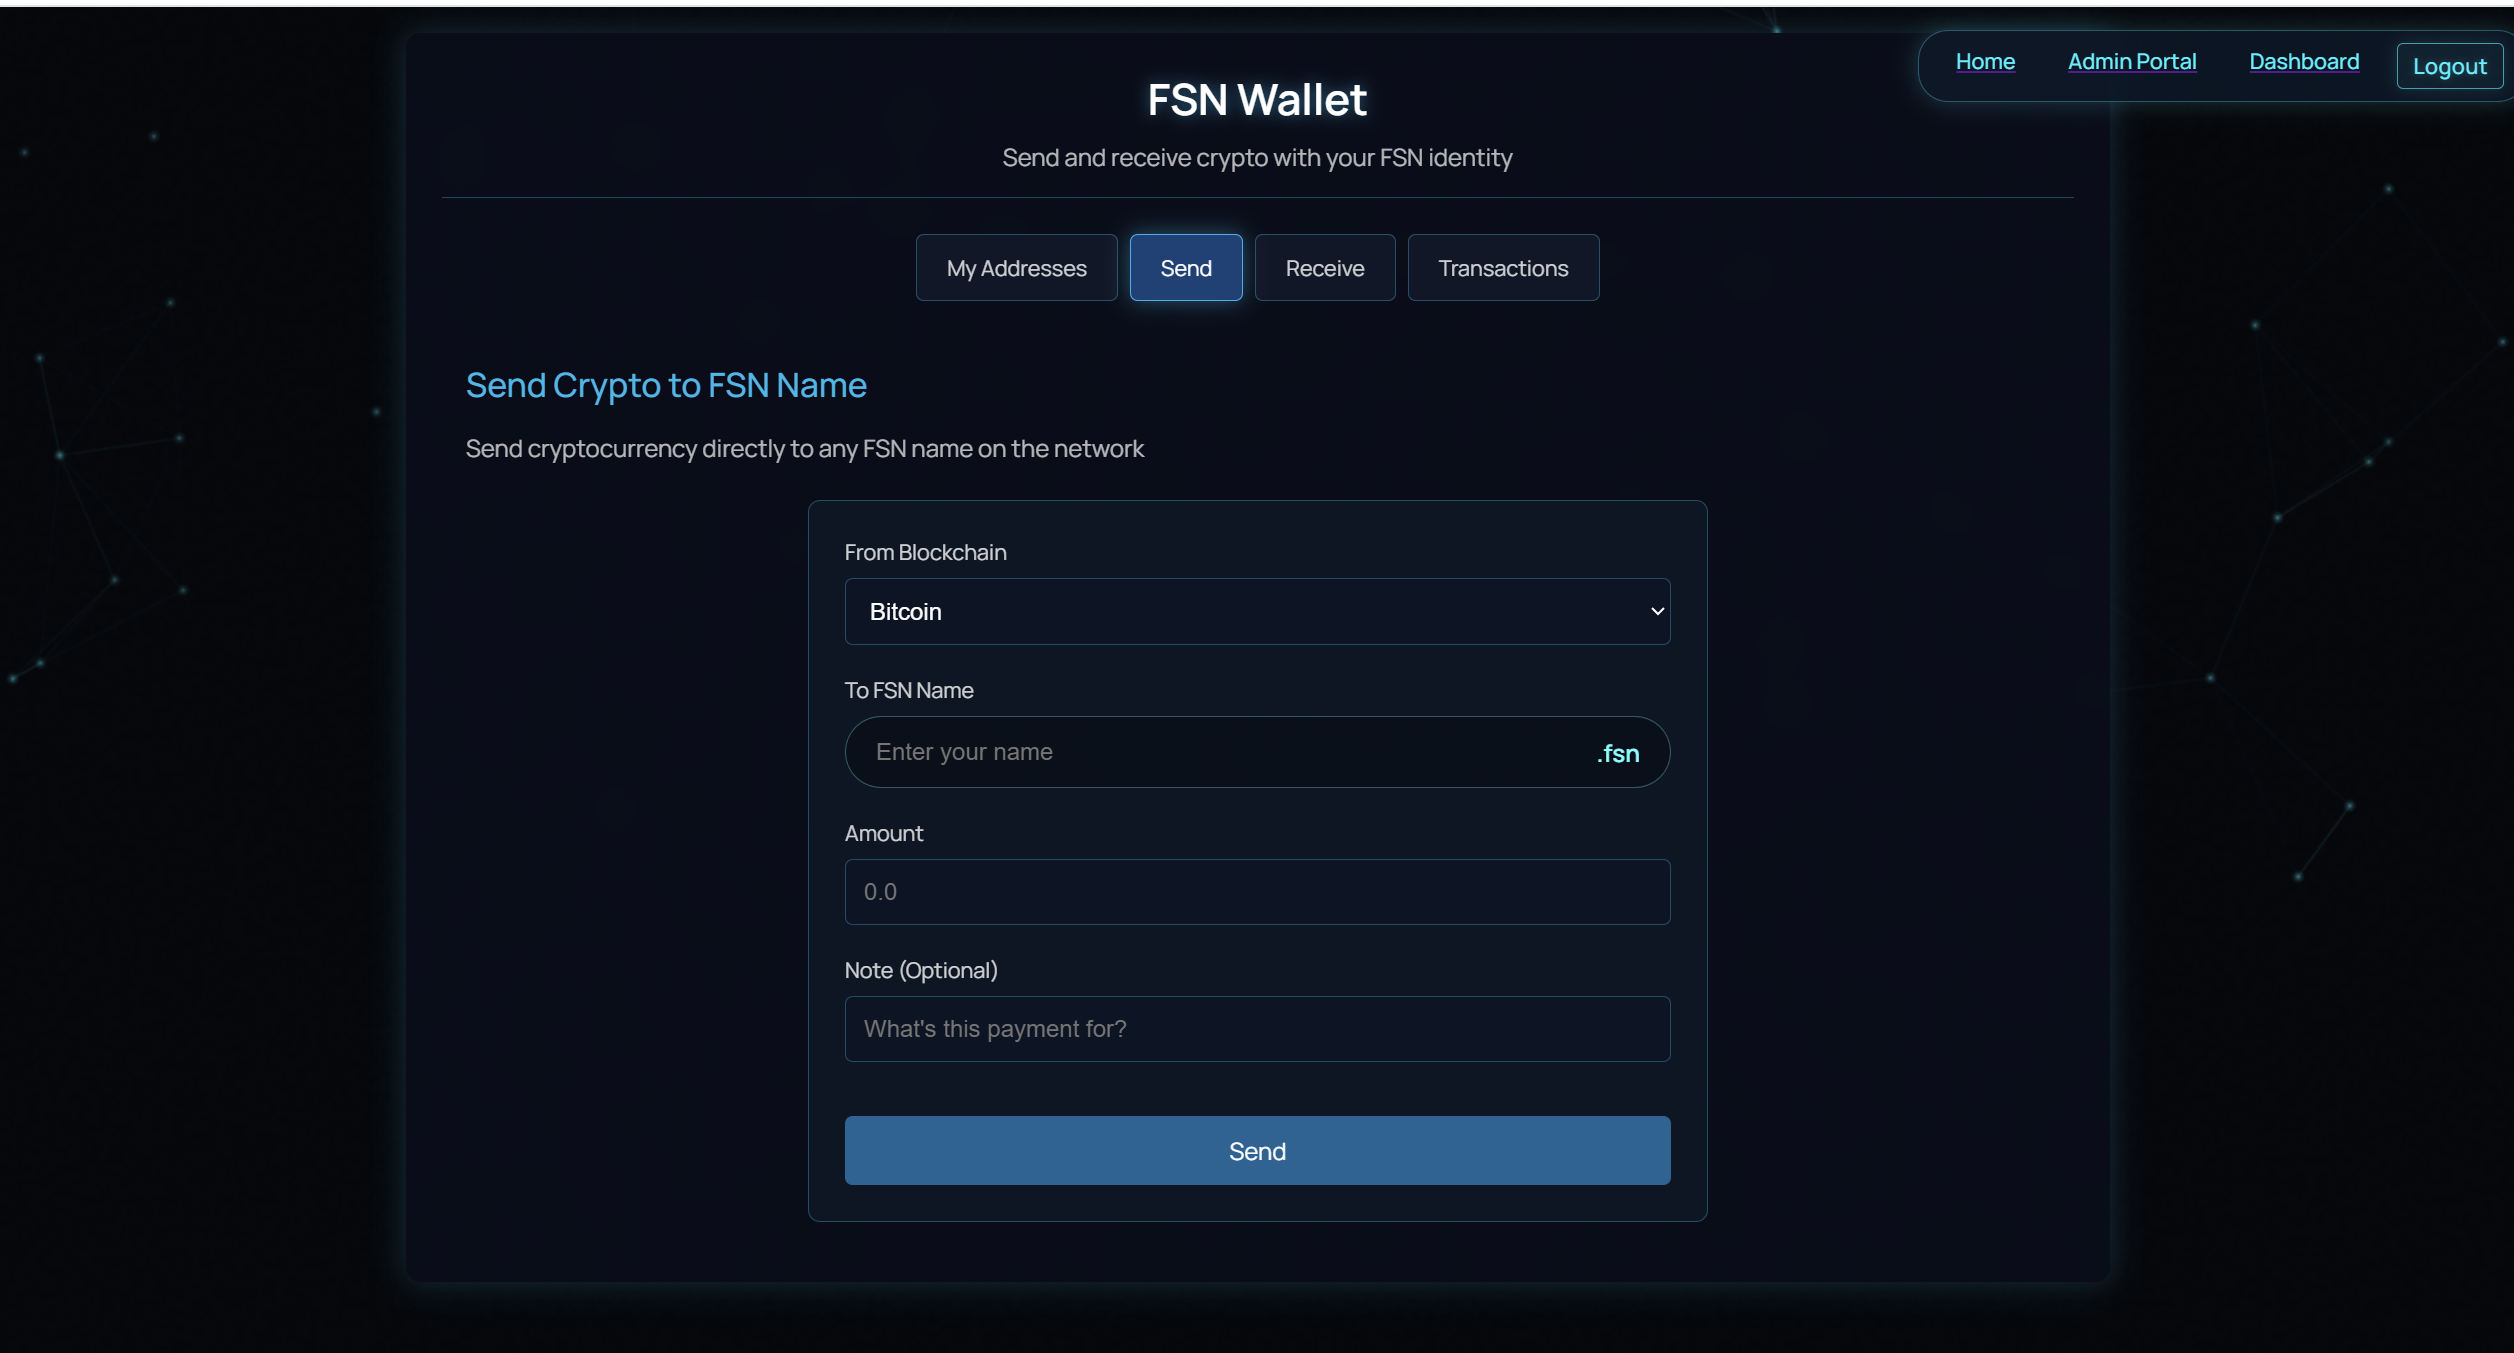 Home
Admin Portal
Dashboard
Logout
FSN Wallet
Send and receive crypto with your FSN identity
My Addresses
Send
Receive
Transactions
Send Crypto to FSN Name
Send cryptocurrency directly to any FSN name on the network
From Blockchain
Bitcoin
To FSN Name
Enter your name .fsn
Amount
0.0
Note (Optional)
What's this payment for?
Send